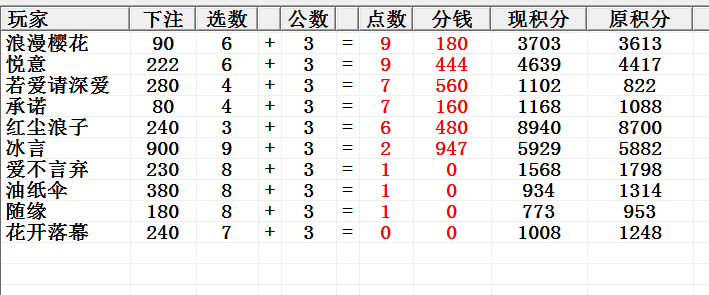 玩家 下注 选数 公数 点数 分钱 现积分 原积分
浪漫樱花 90 6 + 3 = 9 180 3703 3613
悦意 222 6 + 3 = 9 444 4639 4417
若爱请深爱 280 4 + 3 = 7 560 1102 822
承诺 80 4 + 3 = 7 160 1168 1088
红尘浪子 240 3 + 3 = 6 480 8940 8700
冰言 900 9 + 3 = 2 947 5929 5882
爱不言弃 230 8 + 3 = 1 0 1568 1798
油纸伞 380 8 + 3 = 1 0 934 1314
随缘 180 8 + 3 = 1 0 773 953
花开落幕 240 7 + 3 = 0 0 1008 1248